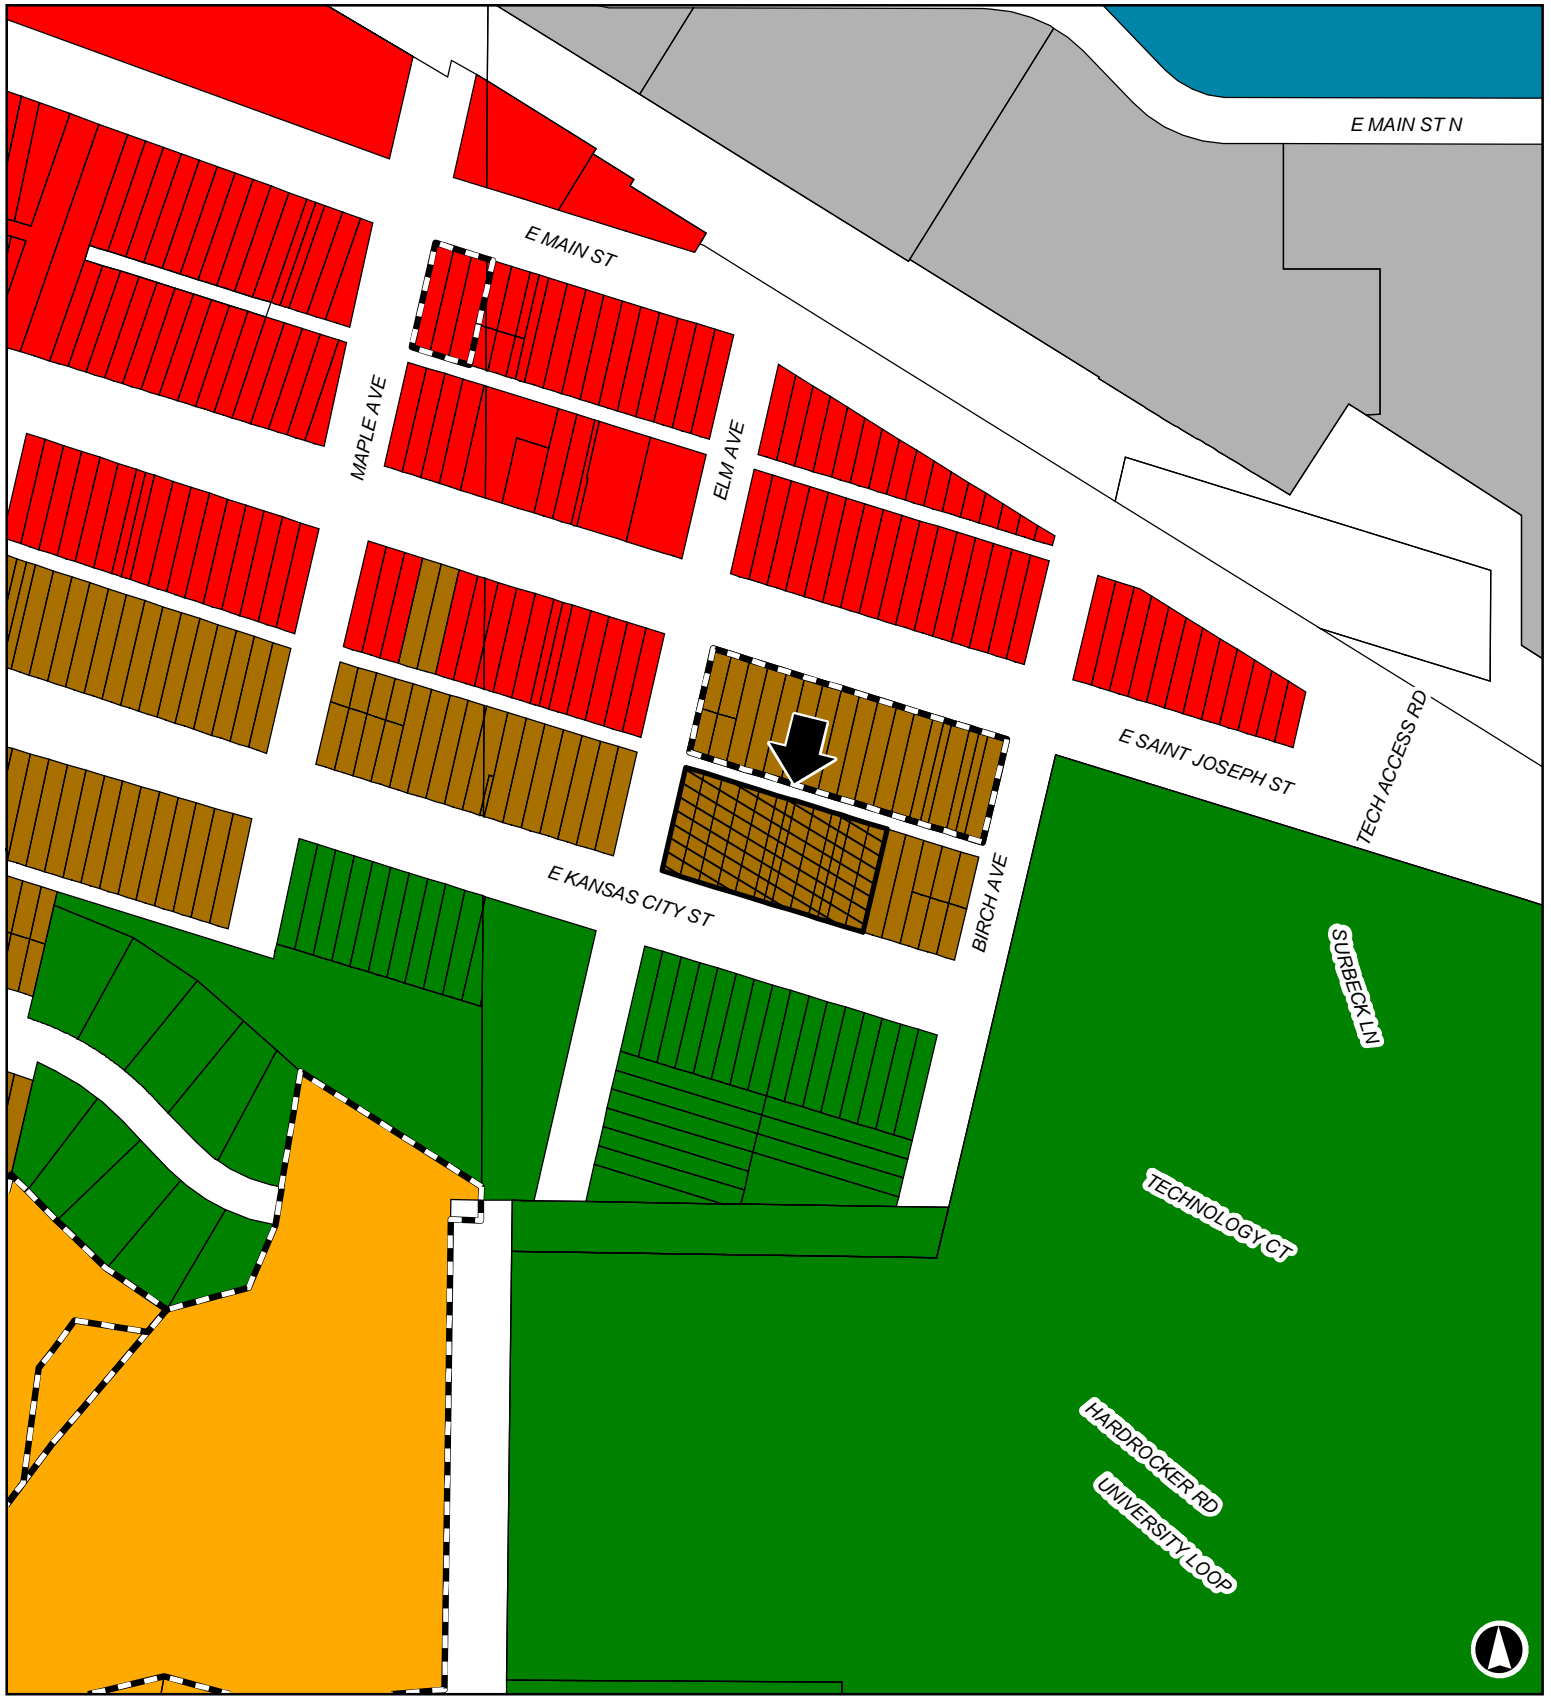 E MAIN ST N
E MAIN ST
MAPLE AVE
ELM AVE
E SAINT JOSEPH ST
TECH ACCESS RD
E KANSAS CITY ST
BIRCH AVE
SURBECK LN
TECHNOLOGY CT
HARDROCKER RD
UNIVERSITY LOOP